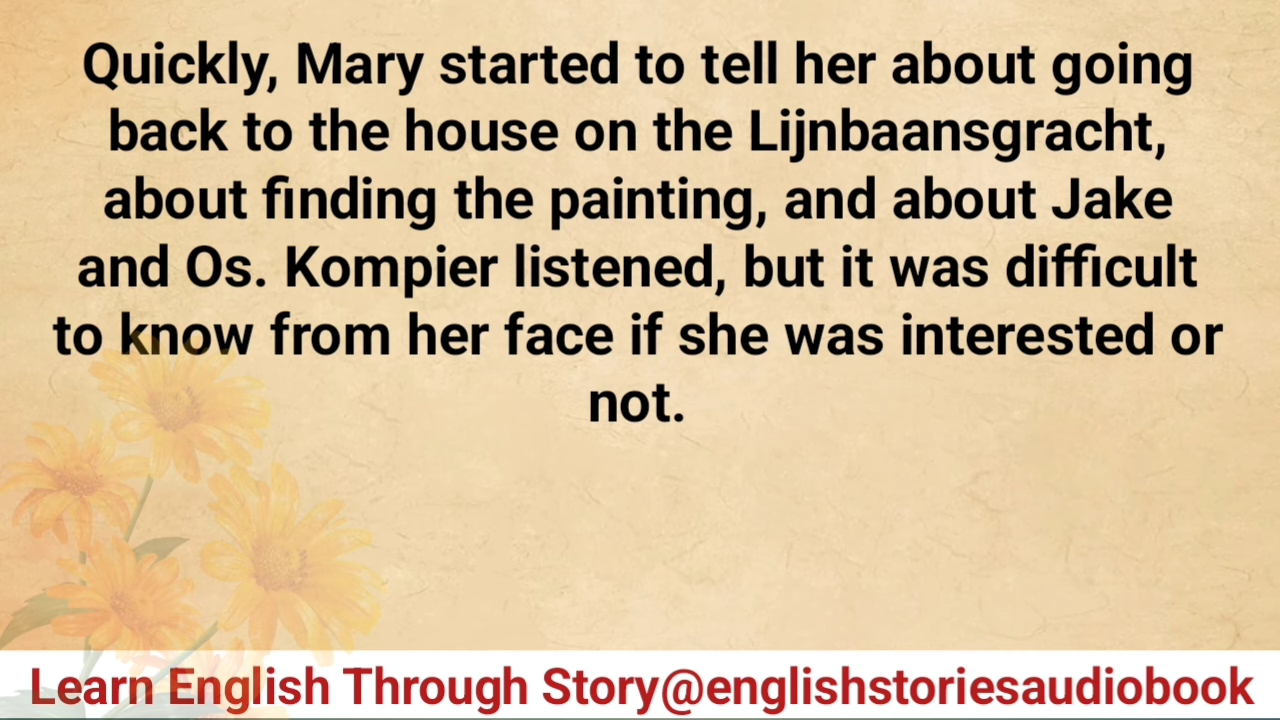 Quickly, Mary started to tell her about going
back to the house on the Lijnbaansgracht,
about finding the painting, and about Jake
and Os. Kompier listened, but it was difficult
to know from her face if she was interested or
not.
Learn English Through Story@englishstoriesaudiobook